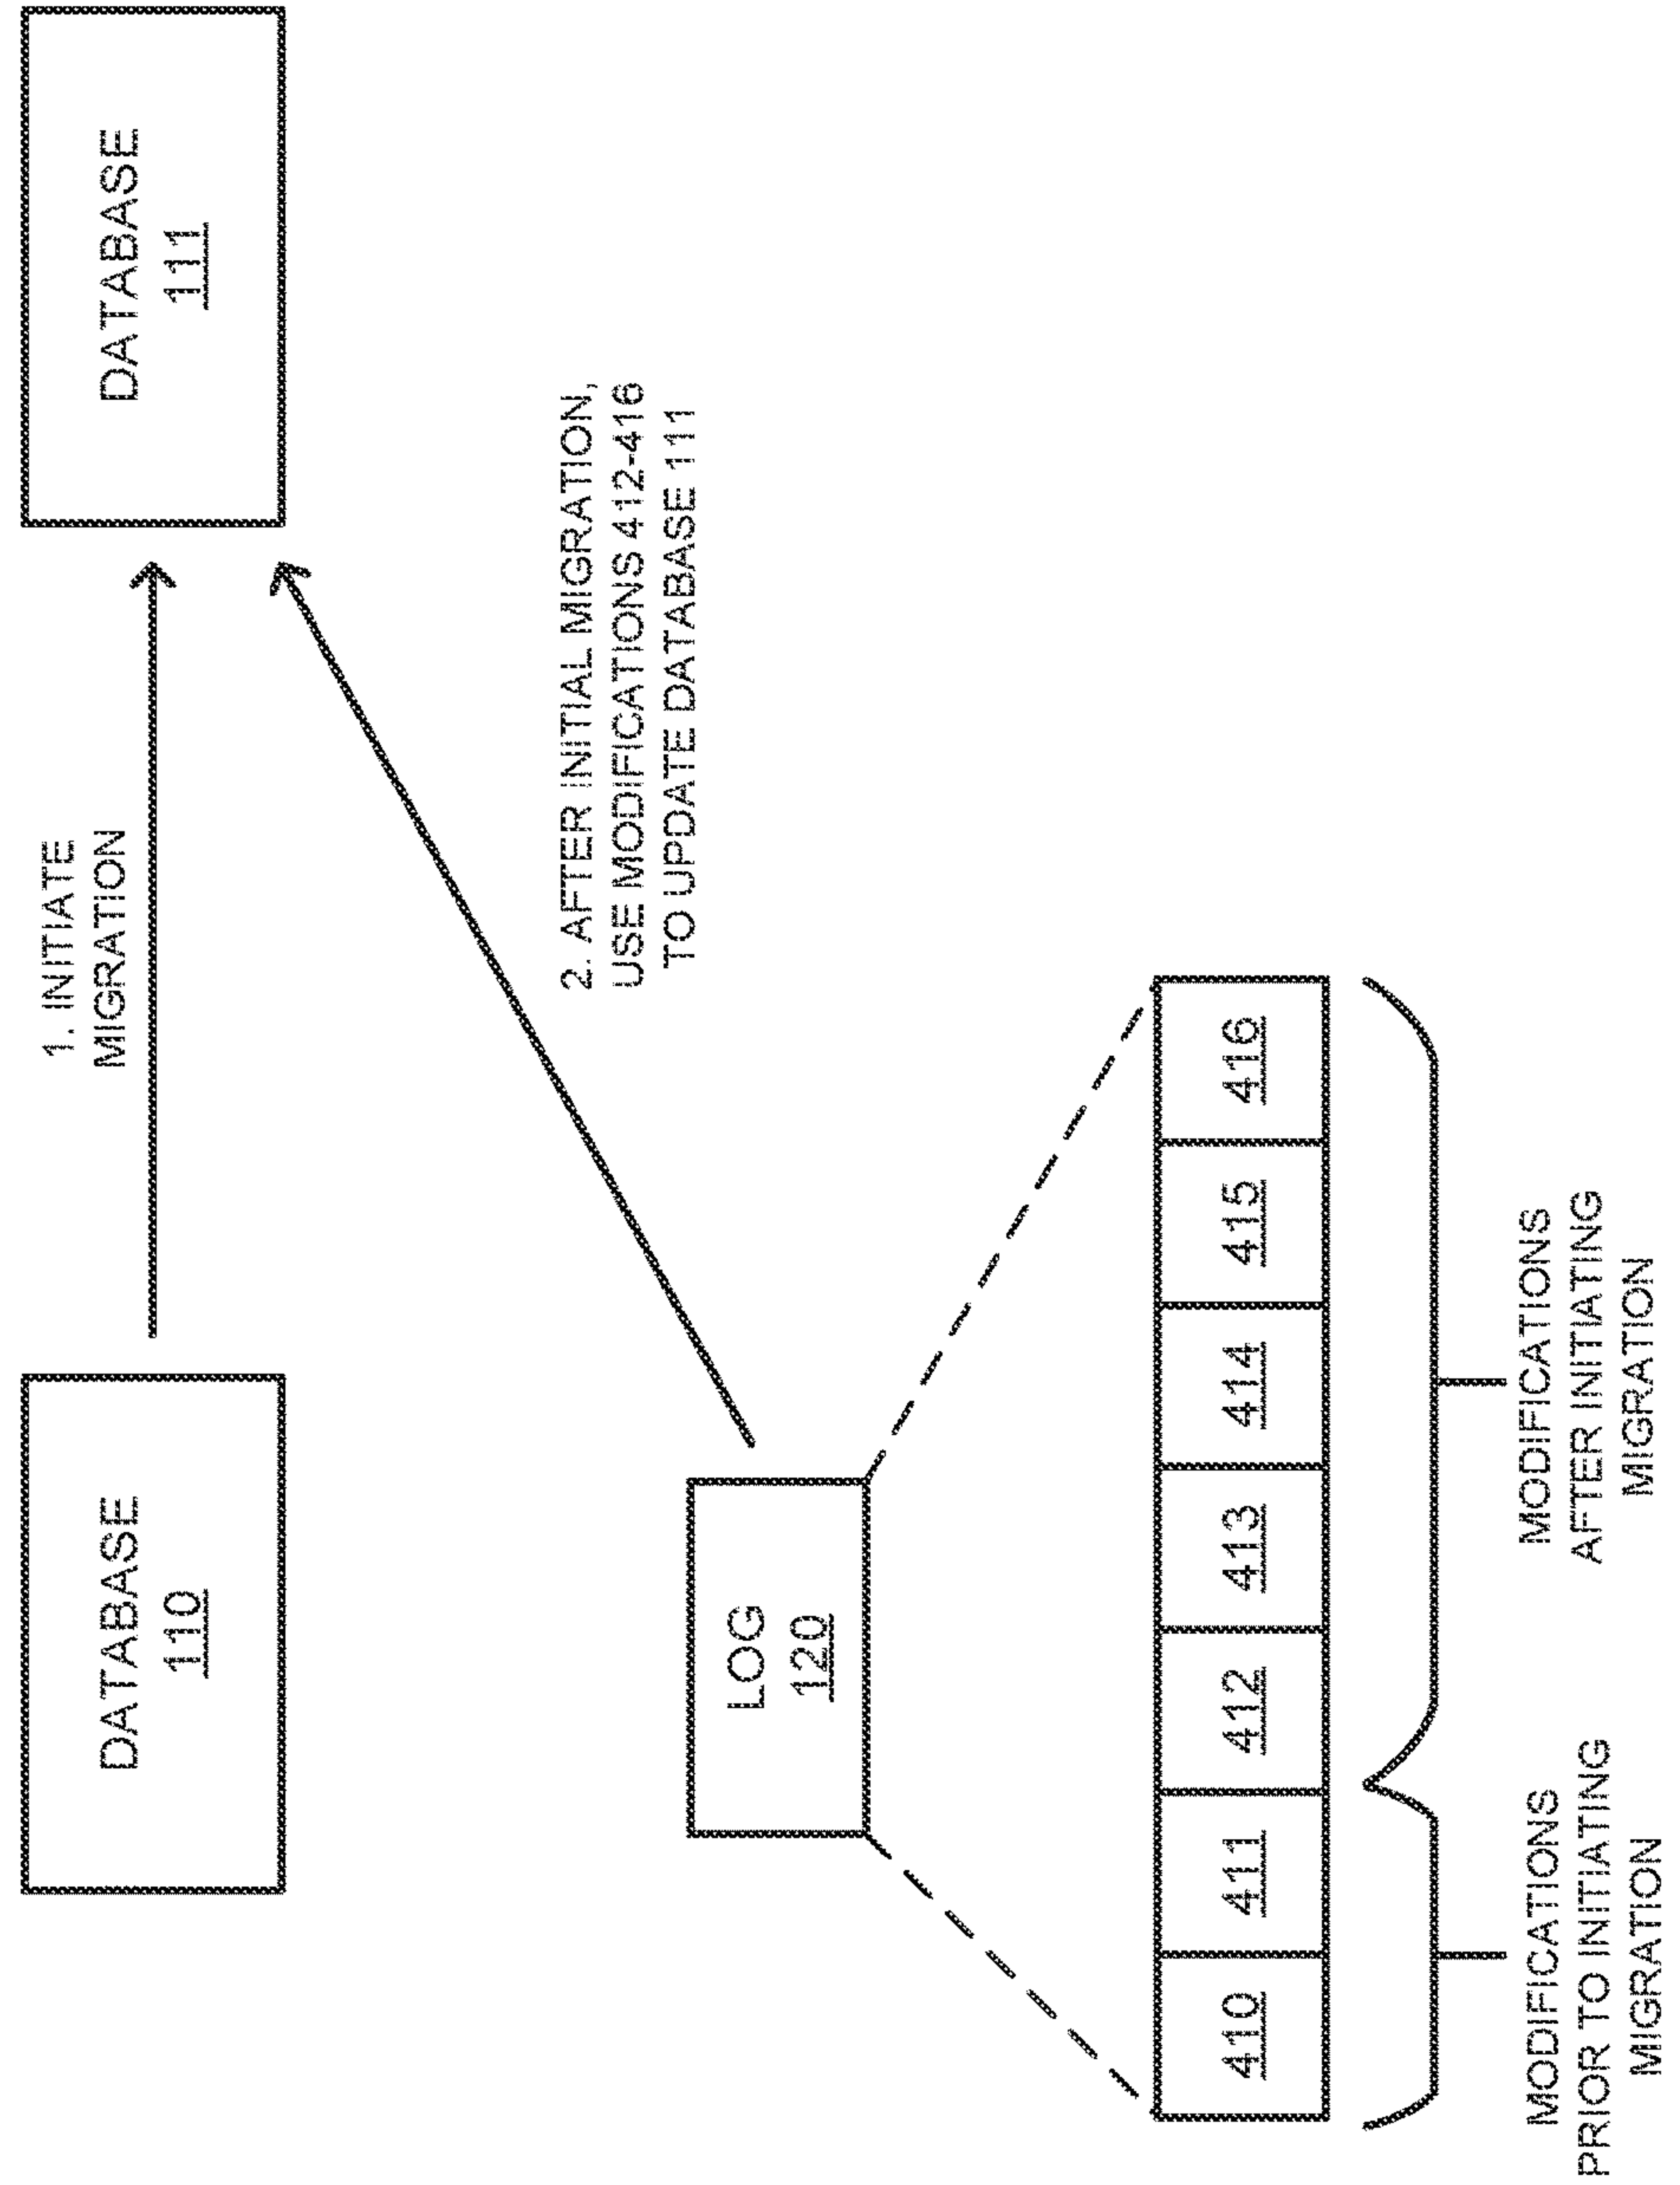 DATABASE
110
1. INITIATE
MIGRATION
DATABASE
111
2. AFTER INITIAL MIGRATION,
USE MODIFICATIONS 412-416
TO UPDATE DATABASE 111
LOG
120
410 411 412 413 414 415 416
MODIFICATIONS
PRIOR TO INITIATING
MIGRATION
MODIFICATIONS
AFTER INITIATING
MIGRATION